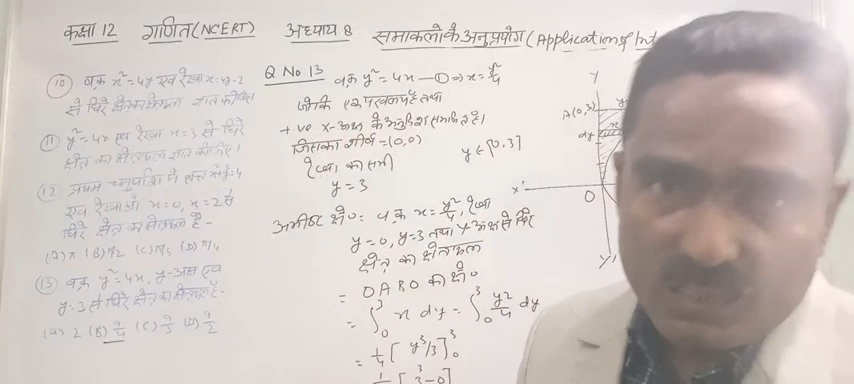 कक्षा 12 गणित (NCERT) अध्याय 8 समाकलों के अनुप्रयोग (Application of Int
(10) वक्र x² = 4y एवं रेखा x = 4y - 2
से घिरे क्षेत्र का क्षेत्रफल ज्ञात कीजिए।
(11) y² = 4x एवं रेखा x = 3 से घिरे
क्षेत्र का क्षेत्रफल ज्ञात कीजिए।
(12) प्रथम चतुर्थांश में वृत्त x²+y²=4
एवं रेखाओं x = 0, x = 2 से
घिरे क्षेत्र का क्षेत्रफल है -
(A) π (B) π/2 (C) π/3 (D) π/4
(13) वक्र y² = 4x, y-अक्ष एवं
y = 3 से घिरे क्षेत्र का क्षेत्रफल है -
(A) 2 (B) 9/4 (C) 9/3 (D) 9/2
Q No 13 वक्र y² = 4x — ① ⇒ x = y²/4
जोकि एक परवलय है तथा
+ve x-अक्ष के अनुदिश सममित है।
जिसका शीर्ष = (0,0)
y ∈ [0,3]
रेखा का समी
y = 3
अभीष्ट क्षे० = वक्र x = y²/4, रेखा
y = 0, y = 3 तथा y-अक्ष से घिरे
क्षेत्र का क्षेत्रफल
= OABO का क्षे०
= ∫₀³ x dy = ∫₀³ y²/4 dy
= 1/4 [y³/3]₀³
Y
A(0,3)
dy
x
X'
O
Y'